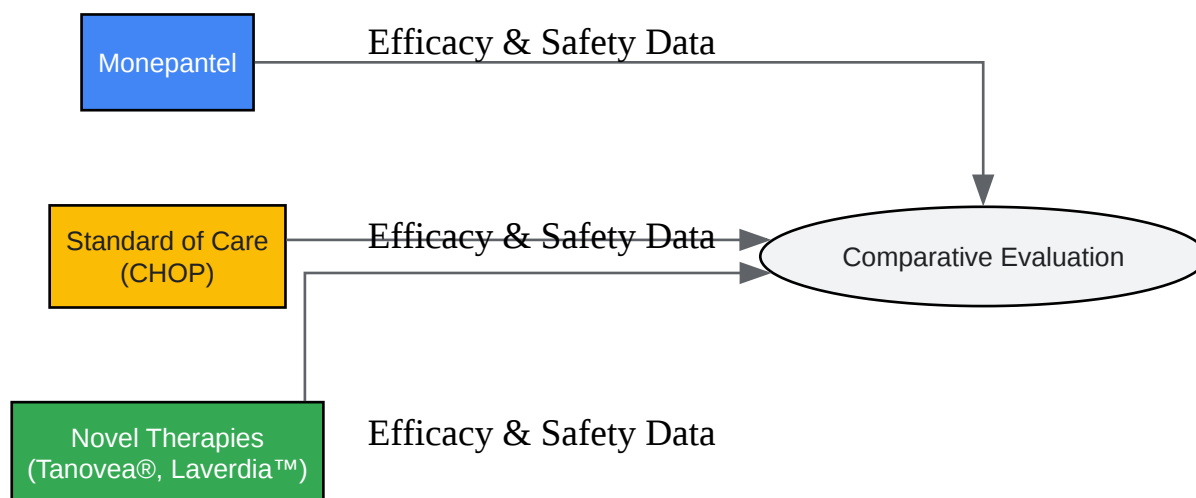 Efficacy & Safety Data
Monepantel
Standard of Care
(CHOP)
Efficacy & Safety Data
Comparative Evaluation
Novel Therapies
(Tanovea®, Laverdia™)
Efficacy & Safety Data